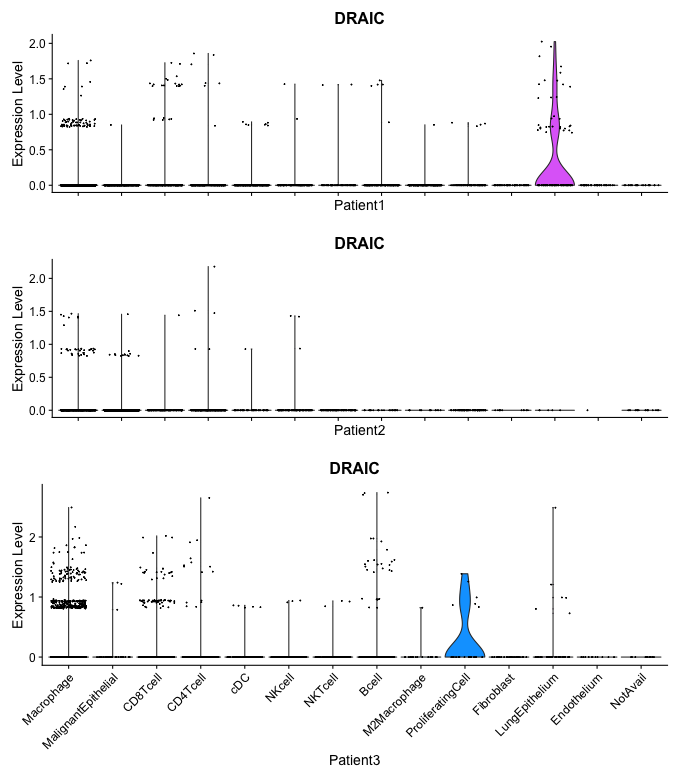 DRAIC
Expression Level
2.0
1.5
1.0
0.5
0.0
Patient1
DRAIC
Expression Level
2.0
1.5
1.0
0.5
0.0
Patient2
DRAIC
Expression Level
2
1
0
Macrophage
MalignantEpithelial
CD8Tcell
CD4Tcell
cDC
NKcell
NKTcell
Bcell
M2Macrophage
ProliferatingCell
Fibroblast
LungEpithelium
Endothelium
NotAvail
Patient3